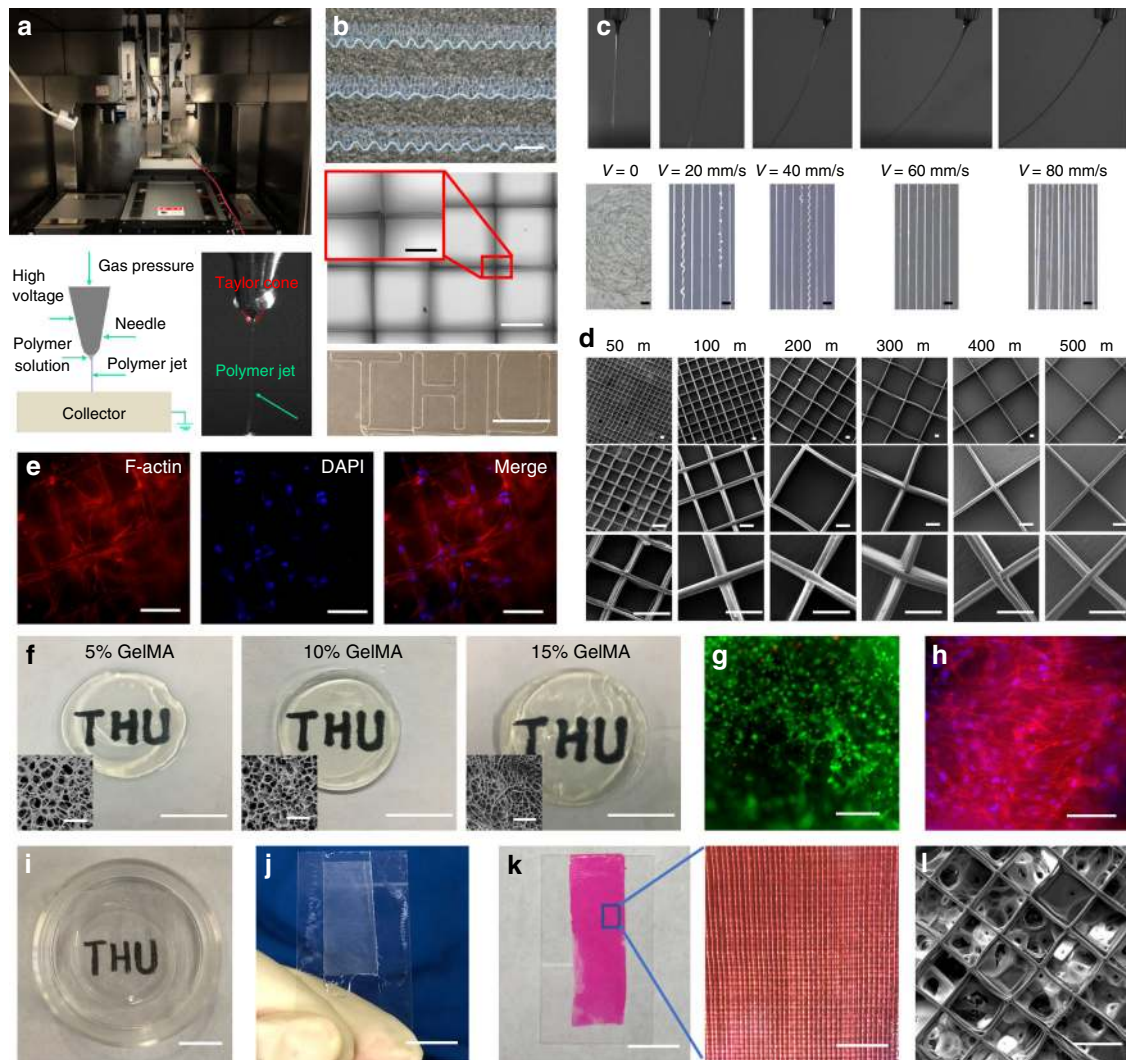 a
b
c
Gas pressure
High
voltage
Needle
Polymer
solution
Polymer jet
Collector
Taylor cone
Polymer jet
THU
V = 0
V = 20 mm/s
V = 40 mm/s
V = 60 mm/s
V = 80 mm/s
d
50 m
100 m
200 m
300 m
400 m
500 m
e
F-actin
DAPI
Merge
f
5% GelMA
10% GelMA
15% GelMA
THU
THU
THU
g
h
i
THU
j
k
l